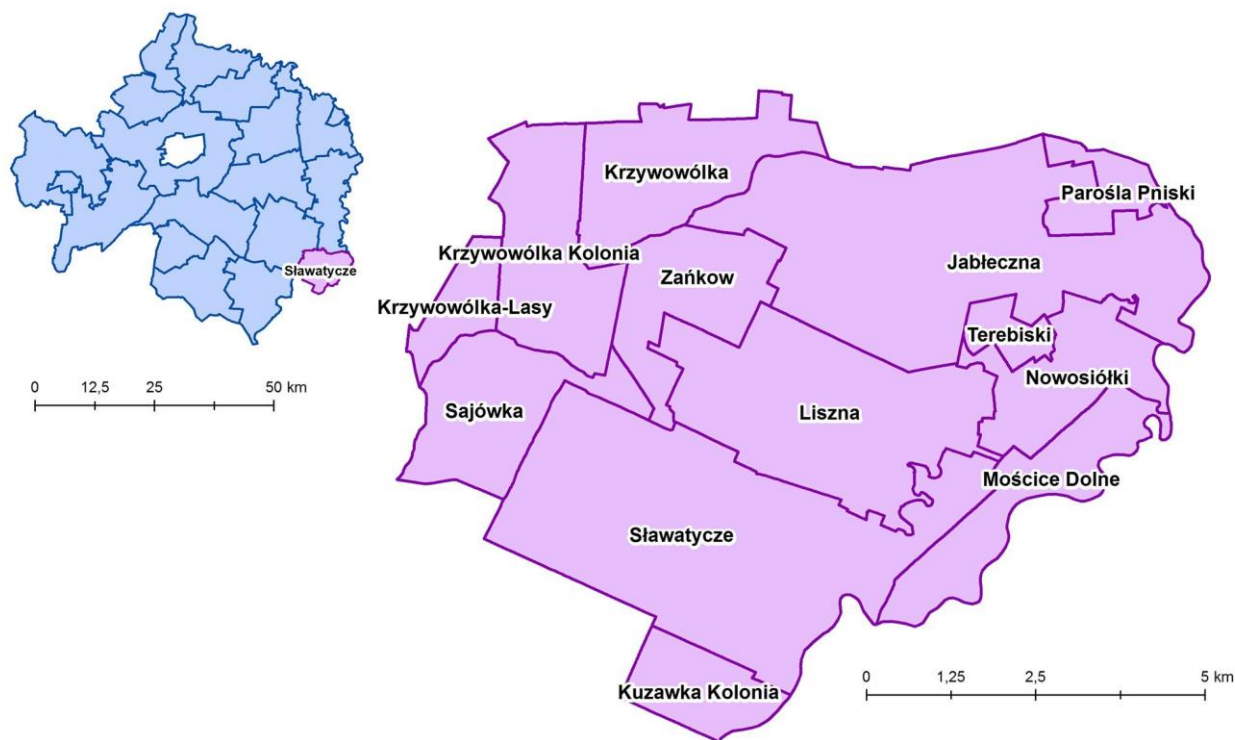 Sławatycze
0 12,5 25 50 km
Krzywowólka
Parośla Pniski
Krzywowólka Kolonia
Zańkow
Jabłeczna
Krzywowólka-Lasy
Terebiski
Nowosiółki
Sajówka
Liszna
Mościce Dolne
Sławatycze
Kuzawka Kolonia
0 1,25 2,5 5 km